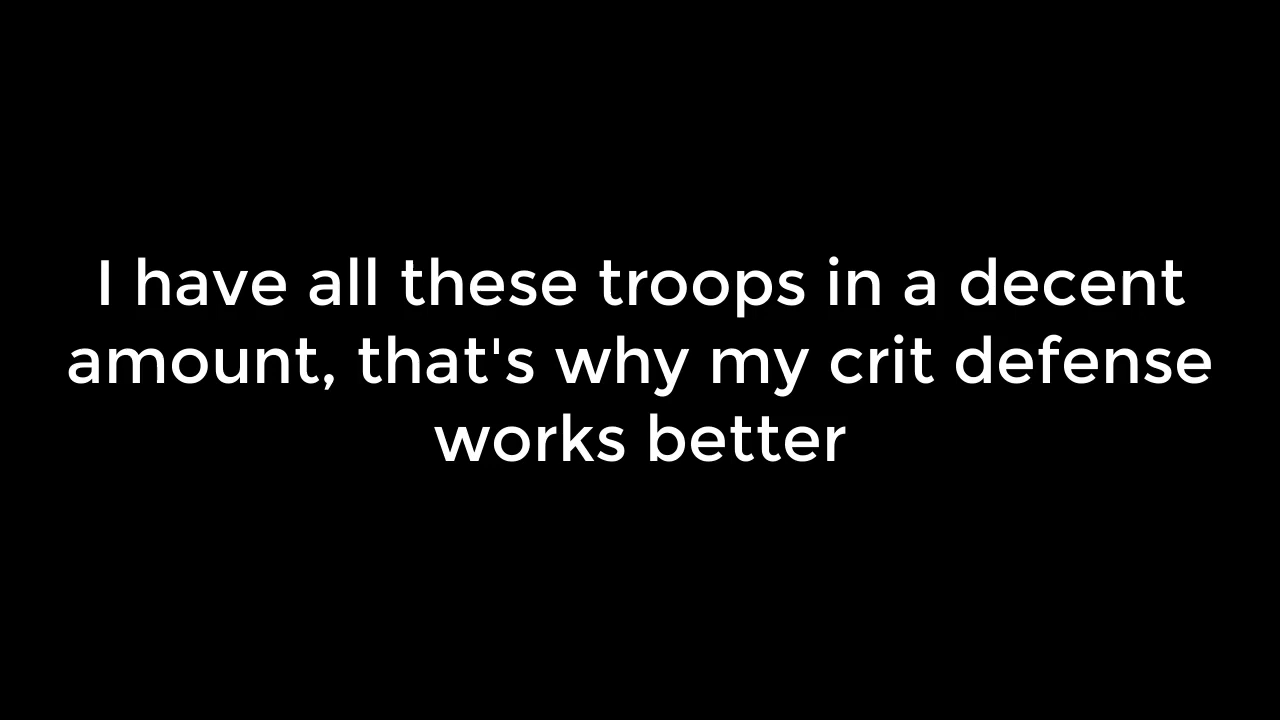 I have all these troops in a decent
amount, that's why my crit defense
works better